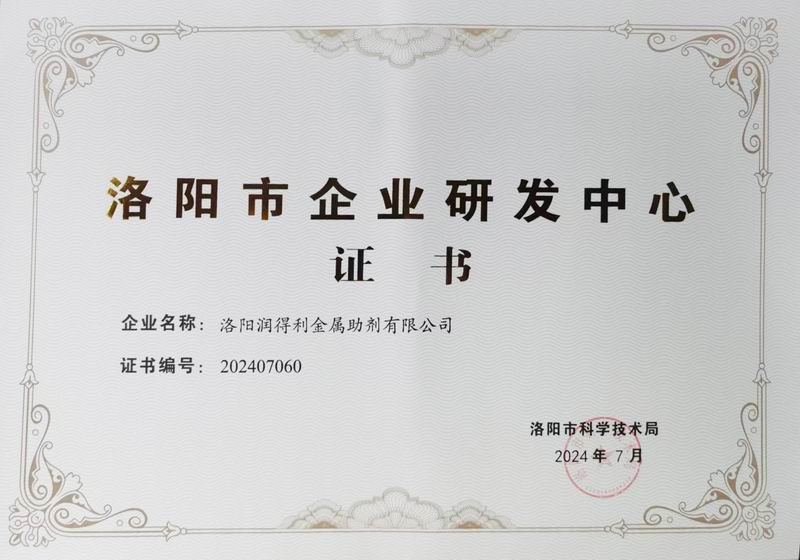 洛阳市企业研发中心
证书
企业名称：洛阳润得利金属助剂有限公司
证书编号：202407060
洛阳市科学技术局
2024年7月